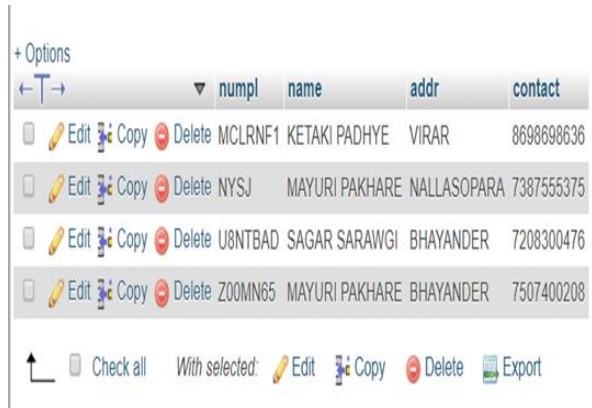 + Options
←T→ ▼ numpl name addr contact
Edit Copy Delete MCLRNF1 KETAKI PADHYE VIRAR 8698698636
Edit Copy Delete NYSJ MAYURI PAKHARE NALLASOPARA 7387555375
Edit Copy Delete U8NTBAD SAGAR SARAWGI BHAYANDER 7208300476
Edit Copy Delete Z00MN65 MAYURI PAKHARE BHAYANDER 7507400208
Check all With selected: Edit Copy Delete Export